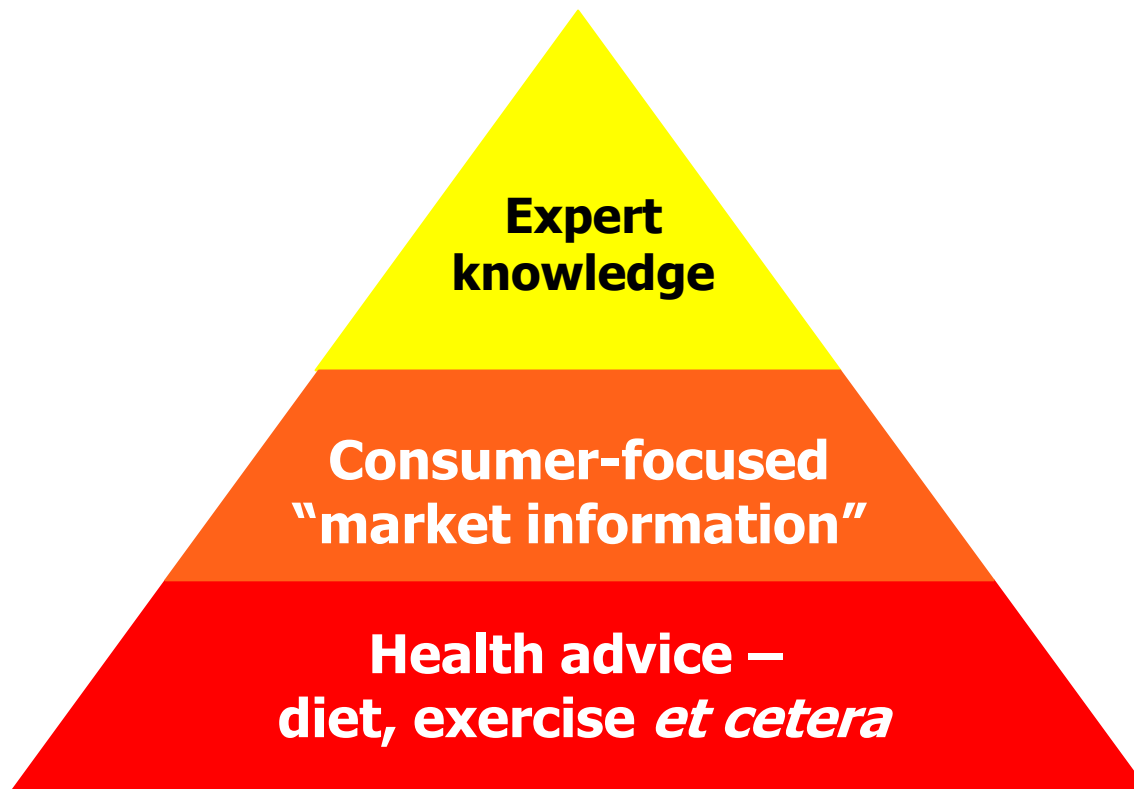 Expert
knowledge
Consumer-focused
“market information”
Health advice –
diet, exercise et cetera